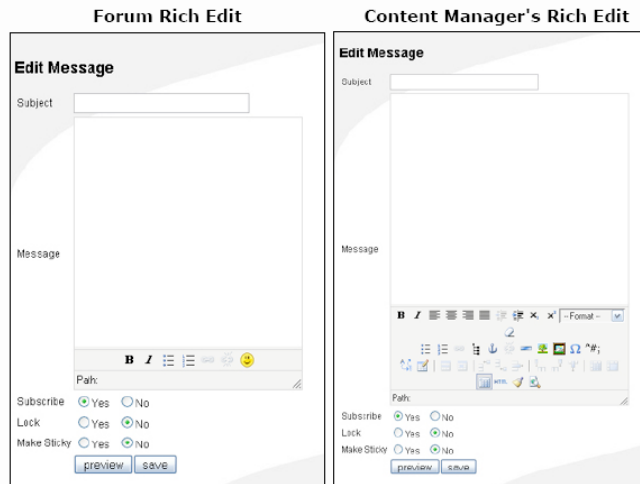 Forum Rich Edit
Edit Message
Subject
Message
B I
Path:
Subscribe Yes No
Lock Yes No
Make Sticky Yes No
preview save
Content Manager's Rich Edit
Edit Message
Subject
Message
B I x, x² --Format--
Ω "#;
HTML
Path:
Subscribe Yes No
Lock Yes No
Make Sticky Yes No
preview save